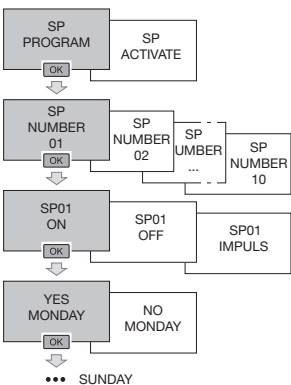 SP
PROGRAM
OK
SP
ACTIVATE
SP
NUMBER
01
OK
SP
NUMBER
02
SP
UMBER
...
SP
NUMBER
10
SP01
ON
OK
SP01
OFF
SP01
IMPULS
YES
MONDAY
OK
NO
MONDAY
••• SUNDAY